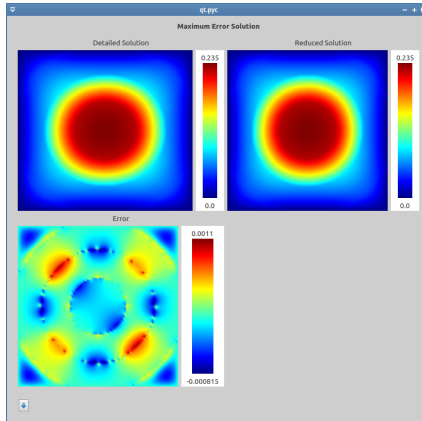 qt.pyc
Maximum Error Solution
Detailed Solution
Reduced Solution
0.235
0.0
0.235
0.0
Error
0.0011
-0.000815